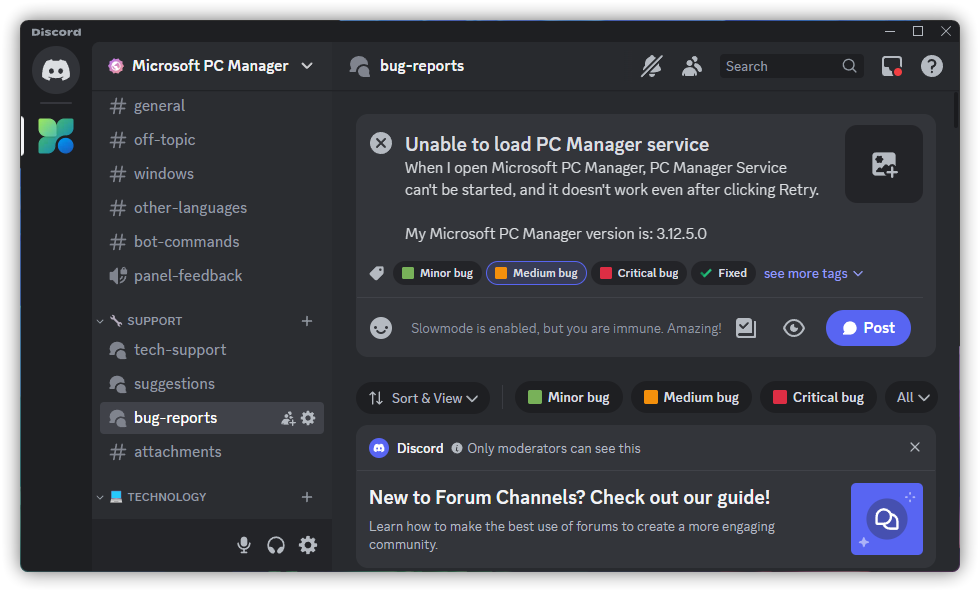 Discord
Microsoft PC Manager
bug-reports
Search
general
off-topic
windows
other-languages
bot-commands
panel-feedback
SUPPORT
tech-support
suggestions
bug-reports
attachments
TECHNOLOGY
Unable to load PC Manager service
When I open Microsoft PC Manager, PC Manager Service
can't be started, and it doesn't work even after clicking Retry.
My Microsoft PC Manager version is: 3.12.5.0
Minor bug Medium bug Critical bug Fixed see more tags
Slowmode is enabled, but you are immune. Amazing! Post
Sort & View Minor bug Medium bug Critical bug All
Discord Only moderators can see this
New to Forum Channels? Check out our guide!
Learn how to make the best use of forums to create a more engaging
community.